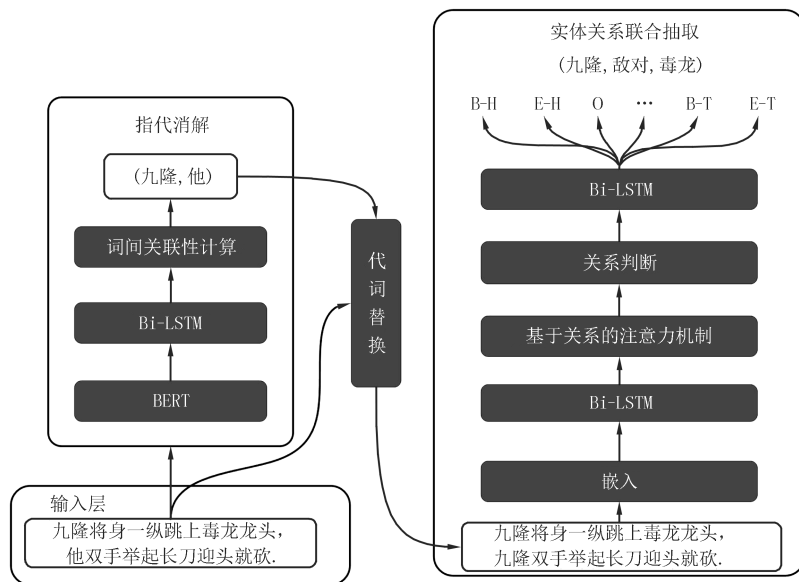 指代消解
(九隆,他)
词间关联性计算
Bi-LSTM
BERT
输入层
九隆将身一纵跳上毒龙龙头,
他双手举起长刀迎头就砍.
代词替换
实体关系联合抽取
(九隆,敌对,毒龙)
B-H E-H O … B-T E-T
Bi-LSTM
关系判断
基于关系的注意力机制
Bi-LSTM
嵌入
九隆将身一纵跳上毒龙龙头,
九隆双手举起长刀迎头就砍.